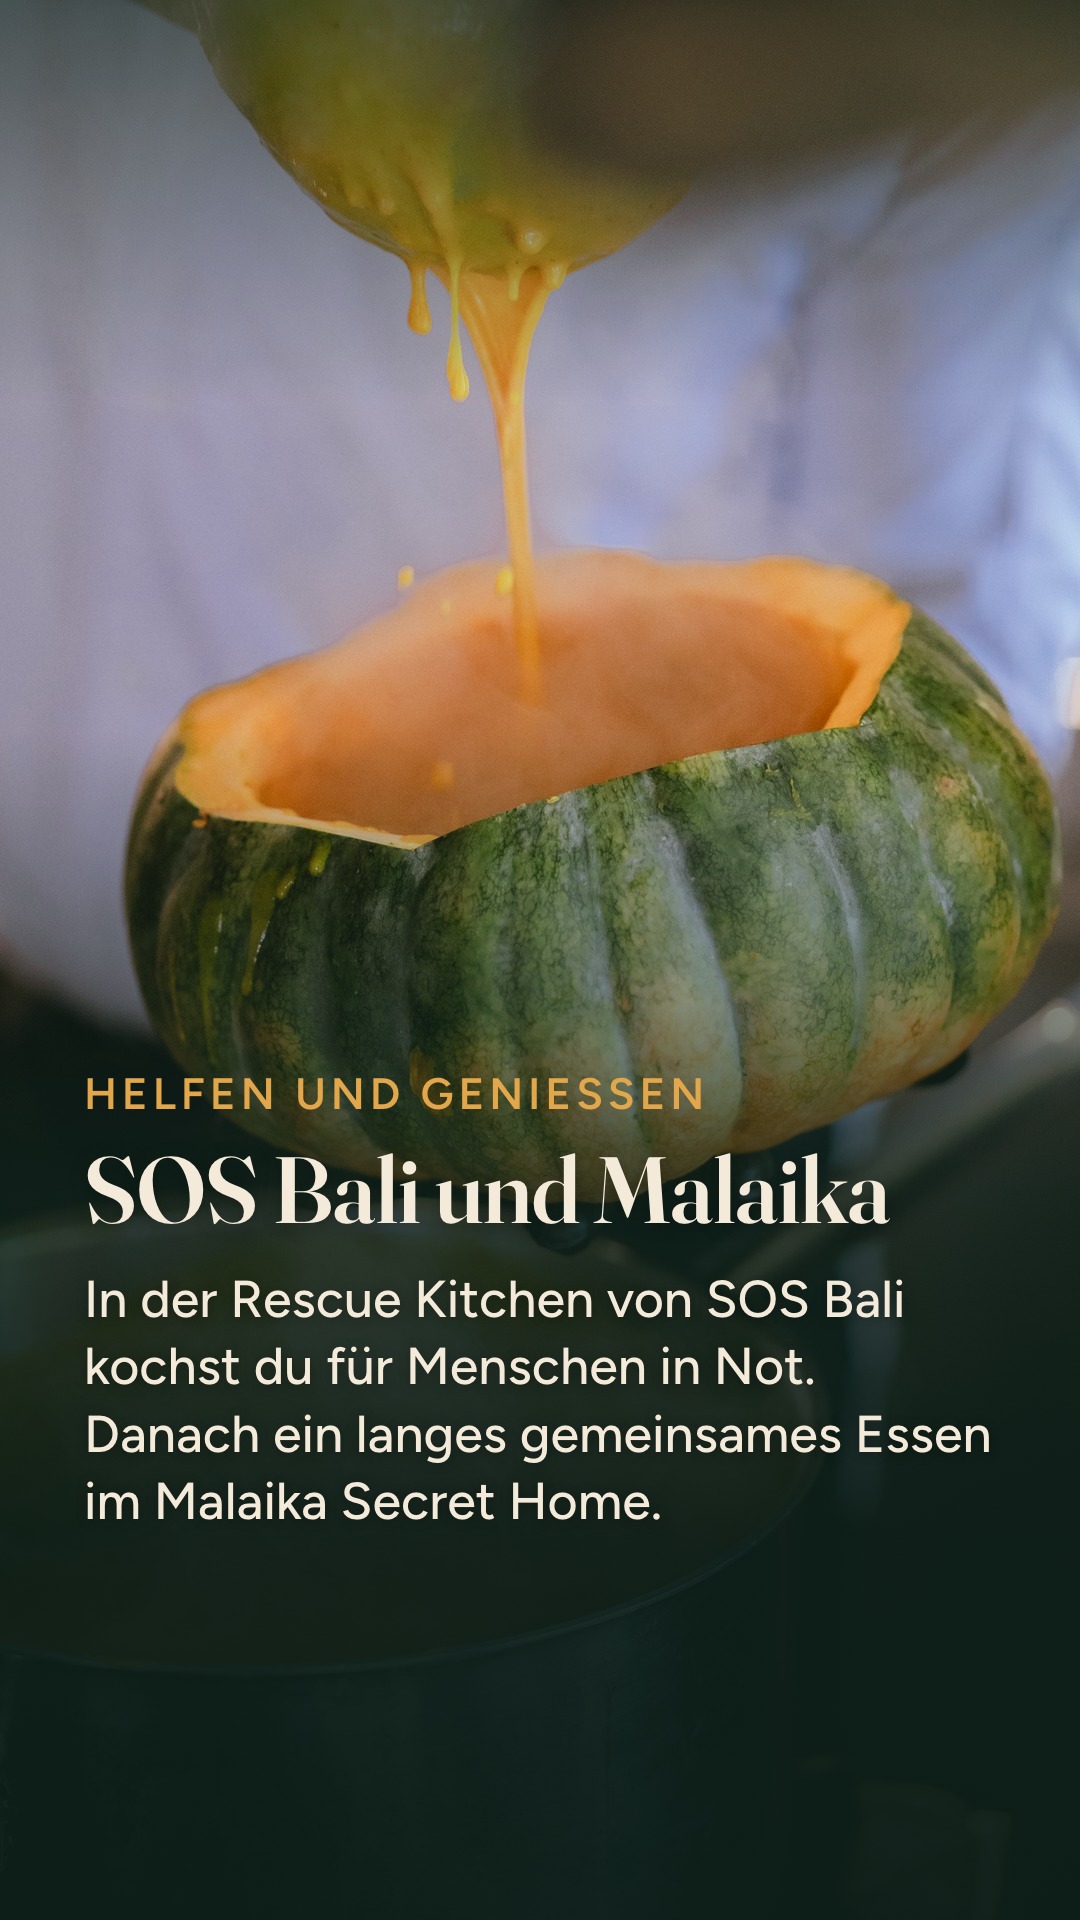 HELFEN UND GENIESSEN
SOS Bali und Malaika
In der Rescue Kitchen von SOS Bali
kochst du für Menschen in Not.
Danach ein langes gemeinsames Essen
im Malaika Secret Home.